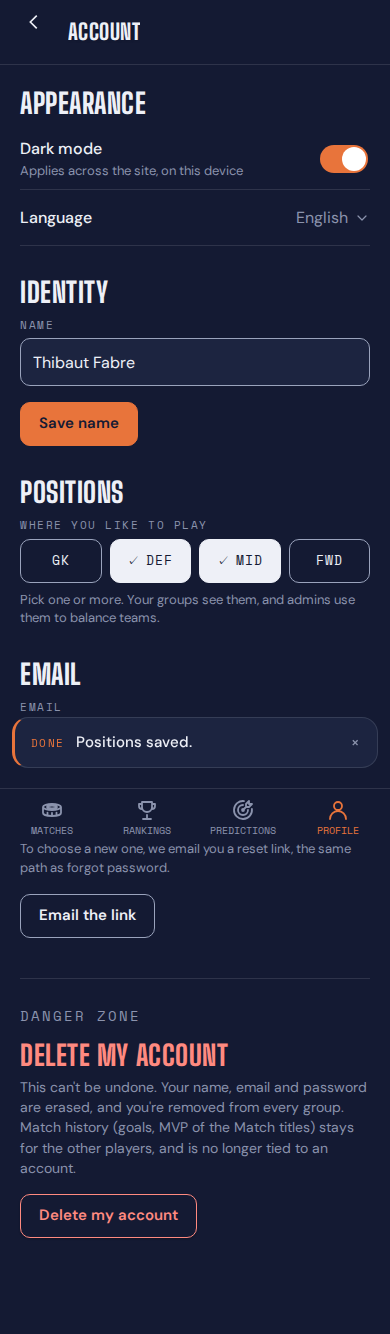 ACCOUNT
APPEARANCE
Dark mode
Applies across the site, on this device
Language
English
IDENTITY
NAME
Thibaut Fabre
Save name
POSITIONS
WHERE YOU LIKE TO PLAY
GK
✓ DEF
✓ MID
FWD
Pick one or more. Your groups see them, and admins use
them to balance teams.
EMAIL
EMAIL
DONE Positions saved. ×
MATCHES
RANKINGS
PREDICTIONS
PROFILE
To choose a new one, we email you a reset link, the same
path as forgot password.
Email the link
DANGER ZONE
DELETE MY ACCOUNT
This can't be undone. Your name, email and password
are erased, and you're removed from every group.
Match history (goals, MVP of the Match titles) stays
for the other players, and is no longer tied to an
account.
Delete my account